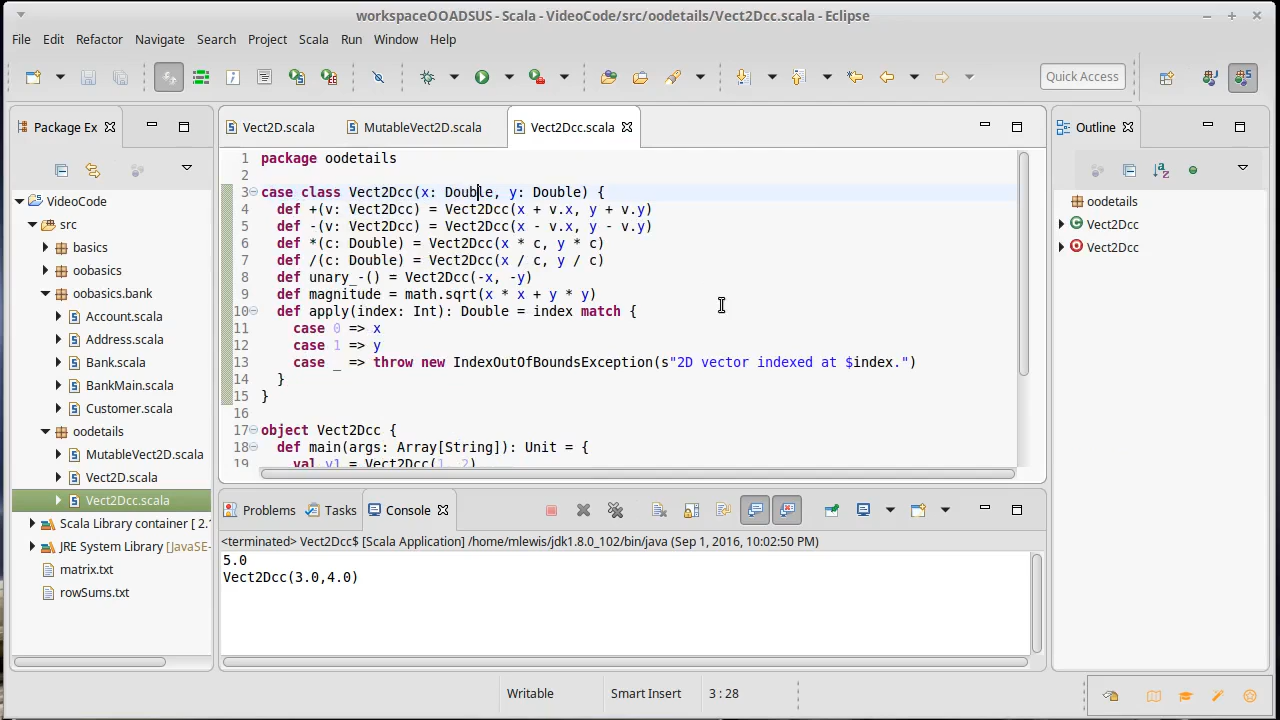 workspaceOOADSUS - Scala - VideoCode/src/oodetails/Vect2Dcc.scala - Eclipse
File Edit Refactor Navigate Search Project Scala Run Window Help
Quick Access
Package Ex
Vect2D.scala
MutableVect2D.scala
Vect2Dcc.scala
Outline
VideoCode
src
basics
oobasics
oobasics.bank
Account.scala
Address.scala
Bank.scala
BankMain.scala
Customer.scala
oodetails
MutableVect2D.scala
Vect2D.scala
Vect2Dcc.scala
Scala Library container [ 2.
JRE System Library [JavaSE-
matrix.txt
rowSums.txt
1 package oodetails
2
3 case class Vect2Dcc(x: Double, y: Double) {
4 def +(v: Vect2Dcc) = Vect2Dcc(x + v.x, y + v.y)
5 def -(v: Vect2Dcc) = Vect2Dcc(x - v.x, y - v.y)
6 def *(c: Double) = Vect2Dcc(x * c, y * c)
7 def /(c: Double) = Vect2Dcc(x / c, y / c)
8 def unary_-() = Vect2Dcc(-x, -y)
9 def magnitude = math.sqrt(x * x + y * y)
10 def apply(index: Int): Double = index match {
11 case 0 => x
12 case 1 => y
13 case _ => throw new IndexOutOfBoundsException(s"2D vector indexed at $index.")
14 }
15 }
16
17 object Vect2Dcc {
18 def main(args: Array[String]): Unit = {
19 val v1 = Vect2Dcc(1, 2)
oodetails
Vect2Dcc
Vect2Dcc
Problems
Tasks
Console
<terminated> Vect2Dcc$ [Scala Application] /home/mlewis/jdk1.8.0_102/bin/java (Sep 1, 2016, 10:02:50 PM)
5.0
Vect2Dcc(3.0,4.0)
Writable
Smart Insert
3 : 28